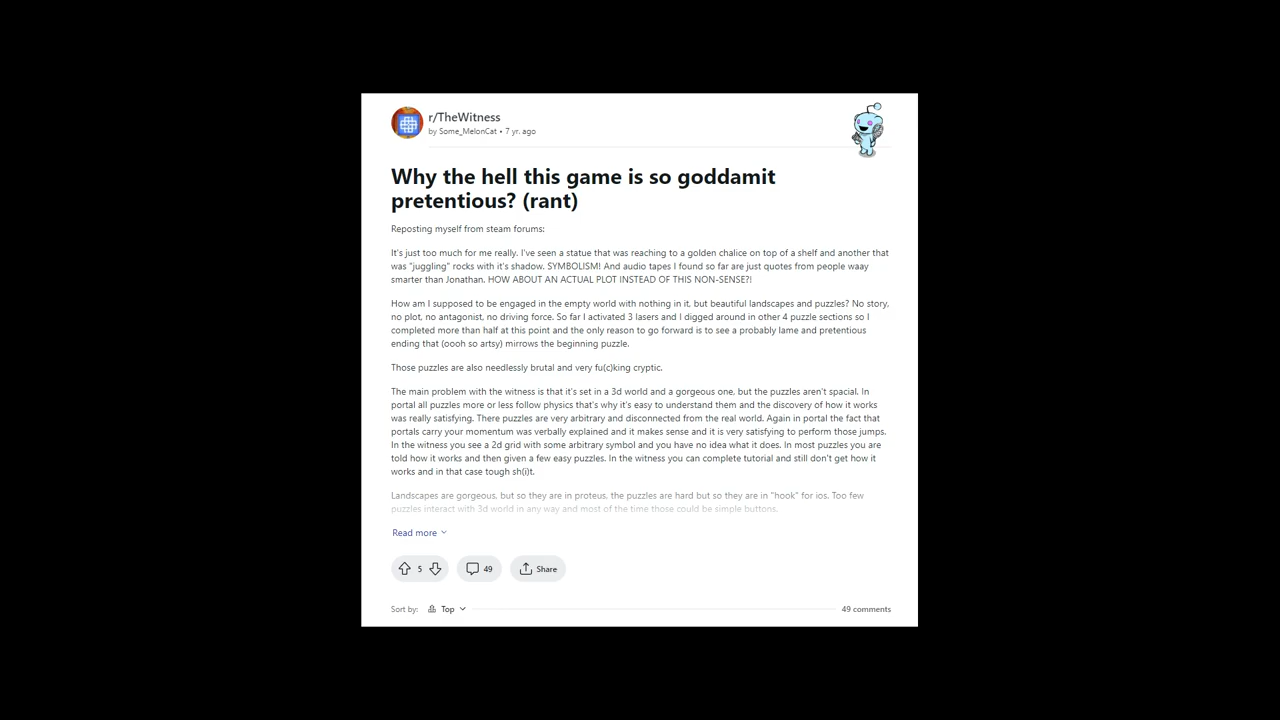 r/TheWitness
by Some_MelonCat • 7 yr. ago
Why the hell this game is so goddamit
pretentious? (rant)
Reposting myself from steam forums:
It's just too much for me really. I've seen a statue that was reaching to a golden chalice on top of a shelf and another that
was "juggling" rocks with it's shadow. SYMBOLISM! And audio tapes I found so far are just quotes from people waay
smarter than Jonathan. HOW ABOUT AN ACTUAL PLOT INSTEAD OF THIS NON-SENSE?!
How am I supposed to be engaged in the empty world with nothing in it, but beautiful landscapes and puzzles? No story,
no plot, no antagonist, no driving force. So far I activated 3 lasers and I digged around in other 4 puzzle sections so I
completed more than half at this point and the only reason to go forward is to see a probably lame and pretentious
ending that (oooh so artsy) mirrows the beginning puzzle.
Those puzzles are also needlessly brutal and very fu(c)king cryptic.
The main problem with the witness is that it's set in a 3d world and a gorgeous one, but the puzzles aren't spacial. In
portal all puzzles more or less follow physics that's why it's easy to understand them and the discovery of how it works
was really satisfying. There puzzles are very arbitrary and disconnected from the real world. Again in portal the fact that
portals carry your momentum was verbally explained and it makes sense and it is very satisfying to perform those jumps.
In the witness you see a 2d grid with some arbitrary symbol and you have no idea what it does. In most puzzles you are
told how it works and then given a few easy puzzles. In the witness you can complete tutorial and still don't get how it
works and in that case tough sh(i)t.
Landscapes are gorgeous, but so they are in proteus, the puzzles are hard but so they are in "hook" for ios. Too few
puzzles interact with 3d world in any way and most of the time those could be simple buttons.
Read more
5 49 Share
Sort by: Top 49 comments